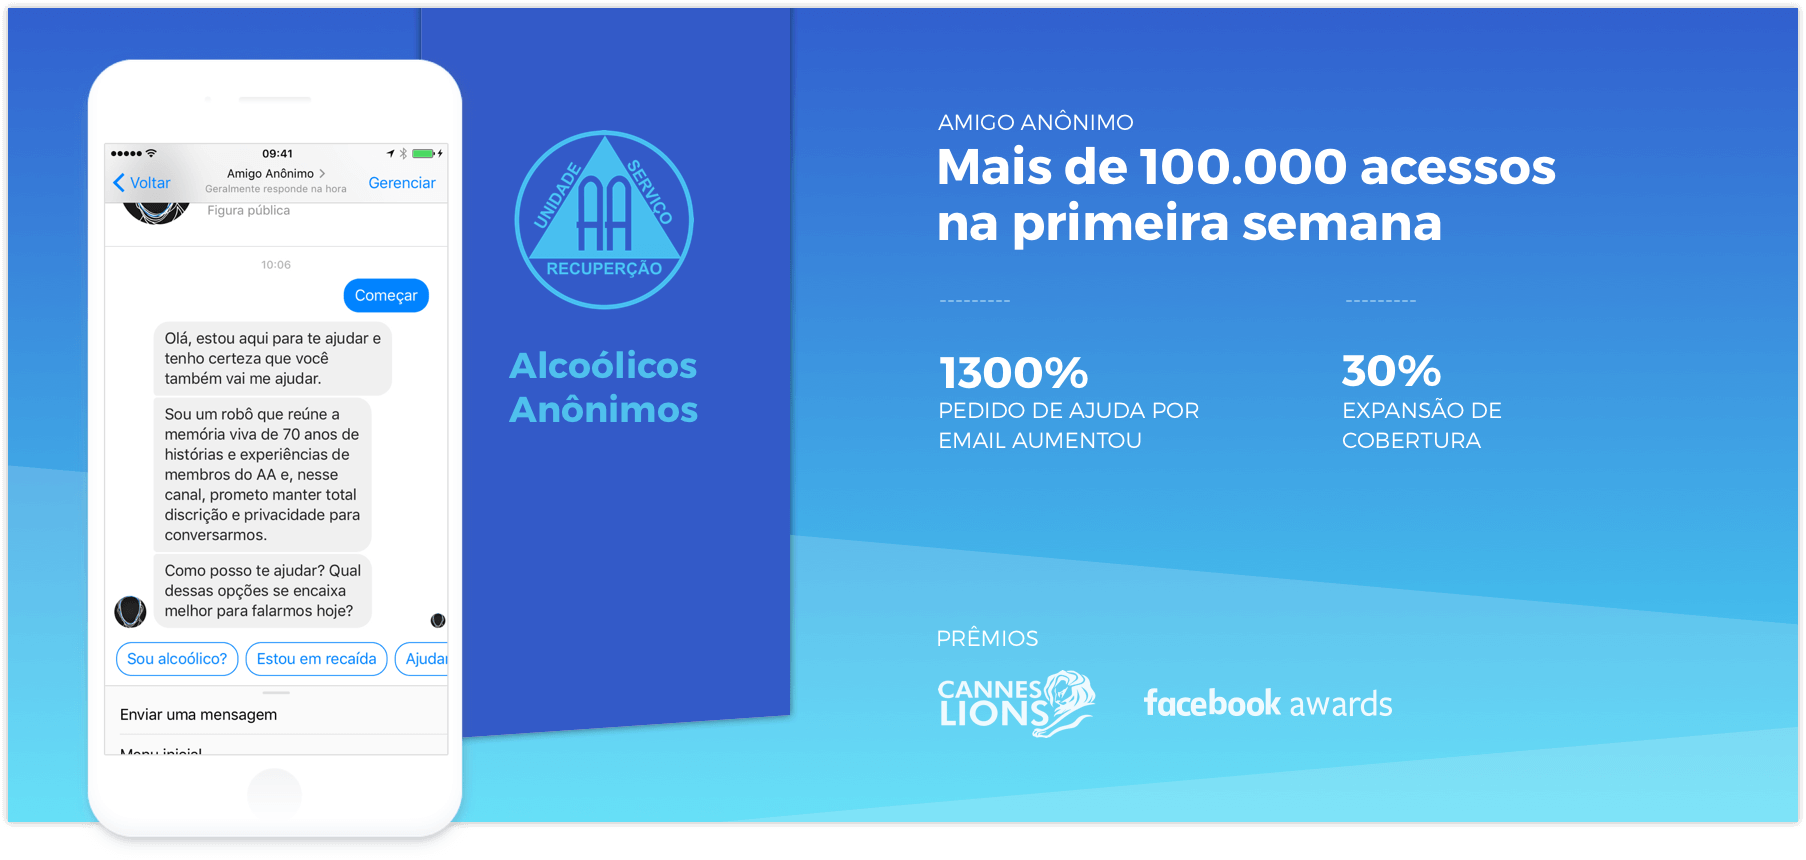 09:41
Voltar
Amigo Anônimo
Geralmente responde na hora
Gerenciar
Figura pública
10:06
Começar
Olá, estou aqui para te ajudar e
tenho certeza que você
também vai me ajudar.
Sou um robô que reúne a
memória viva de 70 anos de
histórias e experiências de
membros do AA e, nesse
canal, prometo manter total
discrição e privacidade para
conversarmos.
Como posso te ajudar? Qual
dessas opções se encaixa
melhor para falarmos hoje?
Sou alcoólico?
Estou em recaída
Ajudar
Enviar uma mensagem
Menu inicial
UNIDADE
SERVIÇO
AA
RECUPERÇÃO
Alcoólicos
Anônimos
AMIGO ANÔNIMO
Mais de 100.000 acessos
na primeira semana
1300%
PEDIDO DE AJUDA POR
EMAIL AUMENTOU
30%
EXPANSÃO DE
COBERTURA
PRÊMIOS
CANNES
LIONS
facebook awards